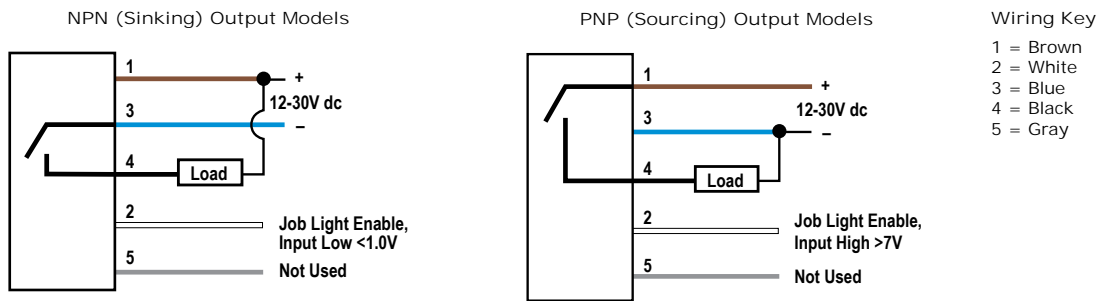 NPN (Sinking) Output Models
1
+
12-30V dc
3
–
4
Load
2
Job Light Enable,
Input Low <1.0V
5
Not Used
PNP (Sourcing) Output Models
1
+
12-30V dc
3
–
4
Load
2
Job Light Enable,
Input High >7V
5
Not Used
Wiring Key
1 = Brown
2 = White
3 = Blue
4 = Black
5 = Gray